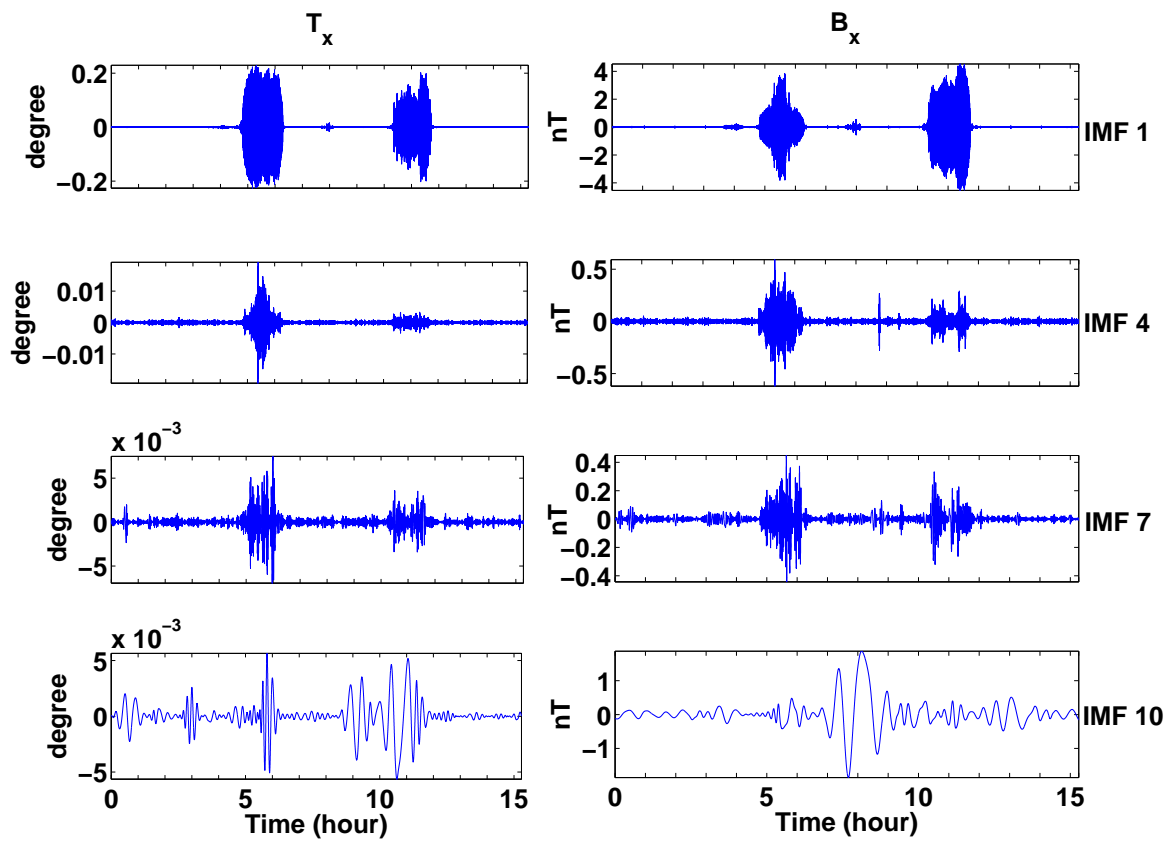 T_x B_x
0.2
0
−0.2
degree
4
2
0
−2
−4
nT
IMF 1
0.01
0
−0.01
degree
0.5
0
−0.5
nT
IMF 4
x 10^−3
5
0
−5
degree
0.4
0.2
0
−0.2
−0.4
nT
IMF 7
x 10^−3
5
0
−5
degree
1
0
−1
nT
IMF 10
0 5 10 15
Time (hour)
0 5 10 15
Time (hour)